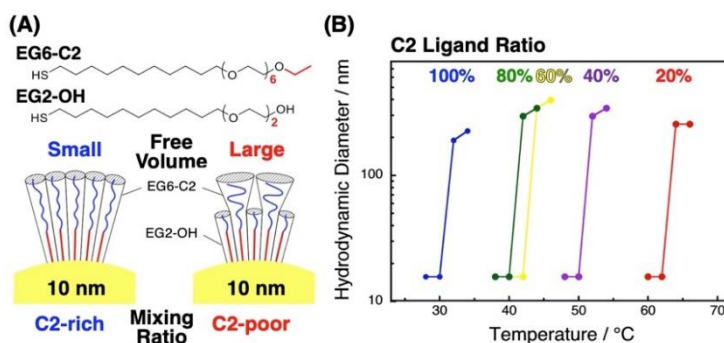 (A)
EG6-C2
HS
O
O
6
EG2-OH
HS
O
OH
2
Small
Free
Volume
Large
EG6-C2
EG2-OH
10 nm
10 nm
C2-rich
Mixing
Ratio
C2-poor
(B)
C2 Ligand Ratio
100%
80%
60%
40%
20%
Hydrodynamic Diameter / nm
100
10
30
40
50
60
70
Temperature / °C